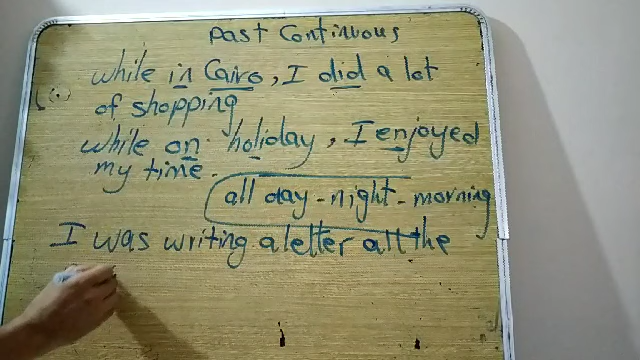 past Continuous
while in Cairo, I did a lot
of shopping
while on holiday, I enjoyed
my time.
all day - night - morning
I was writing a letter all the